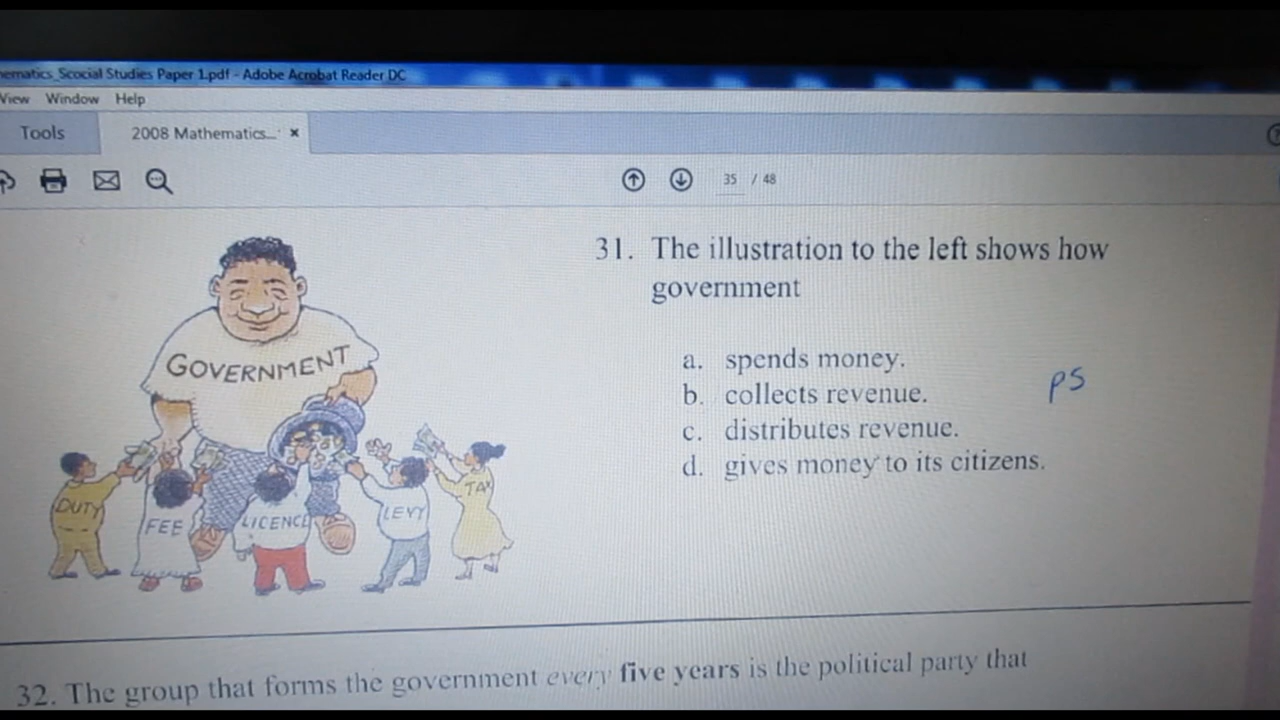 ematics_Scocial Studies Paper 1.pdf - Adobe Acrobat Reader DC
View Window Help
Tools 2008 Mathematics... ×
35 / 48
GOVERNMENT
DUTY
FEE
LICENCE
LEVY
TAX
31. The illustration to the left shows how
government
a. spends money.
b. collects revenue.
c. distributes revenue.
d. gives money to its citizens.
ps
32. The group that forms the government every five years is the political party that